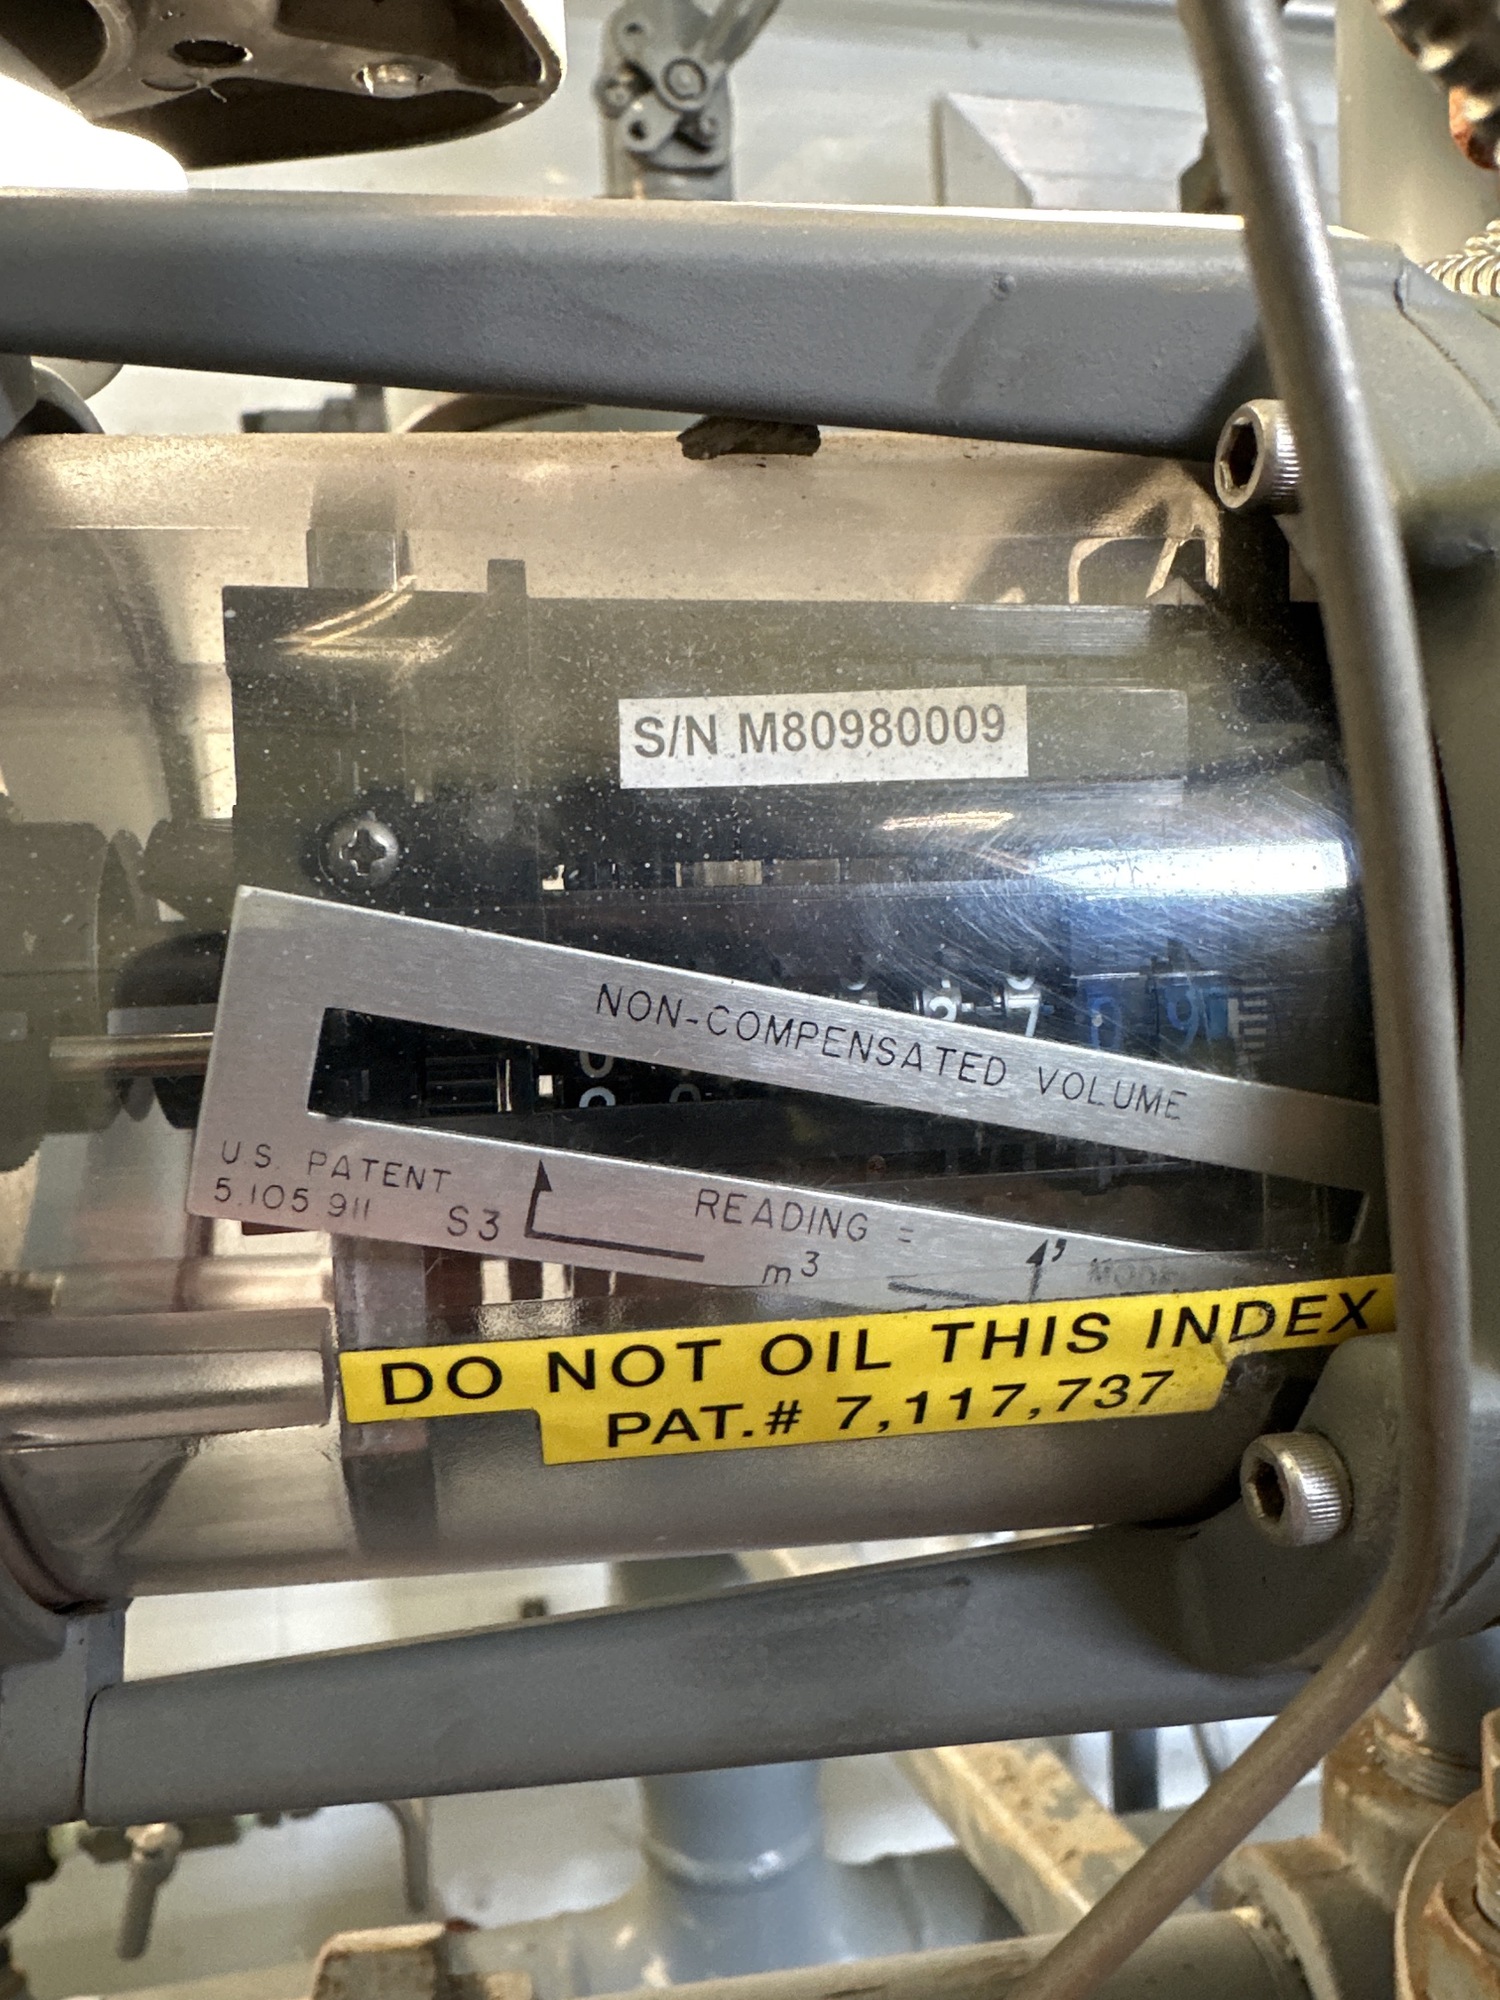 S/N M80980009
NON-COMPENSATED VOLUME
U.S. PATENT
5.105 911
S3
READING =
m³
DO NOT OIL THIS INDEX
PAT.# 7,117,737